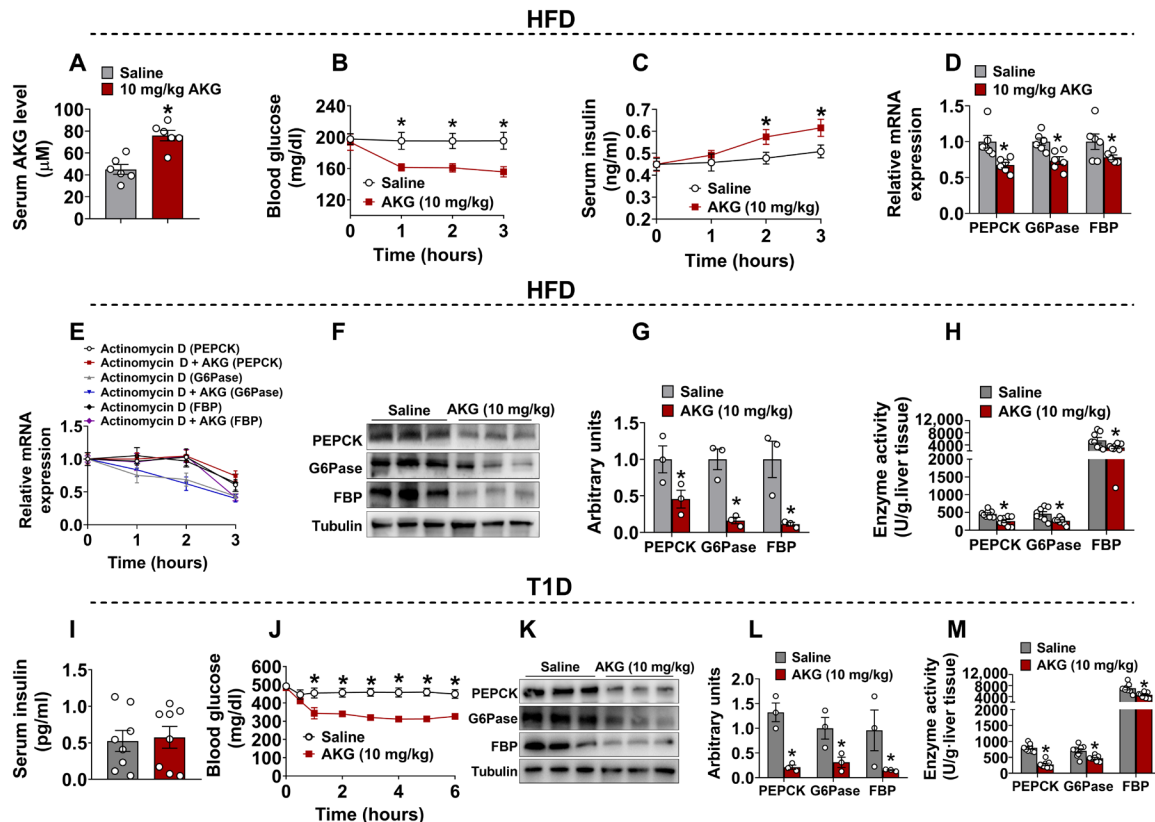 HFD
A
Saline
10 mg/kg AKG
Serum AKG level
(μM)
100
80
60
40
20
0
*
B
Blood glucose
(mg/dl)
240
200
160
120
* * *
Saline
AKG (10 mg/kg)
0 1 2 3
Time (hours)
C
Serum insulin
(ng/ml)
0.7
0.6
0.5
0.4
0.3
0.2
* *
Saline
AKG (10 mg/kg)
0 1 2 3
Time (hours)
D
Saline
10 mg/kg AKG
Relative mRNA
expression
1.5
1.0
0.5
0.0
* * *
PEPCK G6Pase FBP
HFD
E
Actinomycin D (PEPCK)
Actinomycin D + AKG (PEPCK)
Actinomycin D (G6Pase)
Actinomycin D + AKG (G6Pase)
Actinomycin D (FBP)
Actinomycin D + AKG (FBP)
Relative mRNA
expression
1.5
1.0
0.5
0.0
0 1 2 3
Time (hours)
F
Saline AKG (10 mg/kg)
PEPCK
G6Pase
FBP
Tubulin
G
Saline
AKG (10 mg/kg)
Arbitrary units
1.5
1.0
0.5
0.0
* * *
PEPCK G6Pase FBP
H
Saline
AKG (10 mg/kg)
Enzyme activity
(U/g.liver tissue)
12,000
8000
4000
2000
1500
1000
500
0
* * *
PEPCK G6Pase FBP
T1D
I
Serum insulin
(pg/ml)
1.5
1.0
0.5
0.0
J
Blood glucose
(mg/dl)
600
500
400
300
200
100
0
* * * * * *
Saline
AKG (10 mg/kg)
0 2 4 6
Time (hours)
K
Saline AKG (10 mg/kg)
PEPCK
G6Pase
FBP
Tubulin
L
Saline
AKG (10 mg/kg)
Arbitrary units
2.0
1.5
1.0
0.5
0.0
* * *
PEPCK G6Pase FBP
M
Saline
AKG (10 mg/kg)
Enzyme activity
(U/g·liver tissue)
12,000
8000
4000
2000
1500
1000
500
0
* * *
PEPCK G6Pase FBP